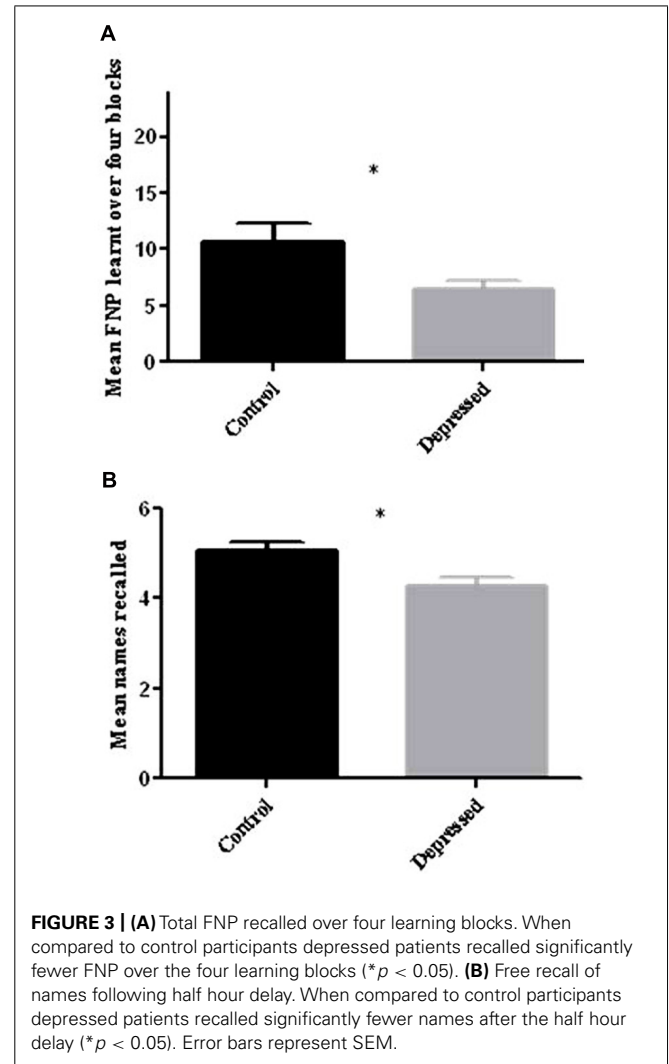 A
Mean FNP learnt over four blocks
20
15
10
5
0
Control
Depressed
B
Mean names recalled
6
4
2
0
*
*
Control
Depressed
FIGURE 3 | (A) Total FNP recalled over four learning blocks. When
compared to control participants depressed patients recalled significantly
fewer FNP over the four learning blocks (*p < 0.05). (B) Free recall of
names following half hour delay. When compared to control participants
depressed patients recalled significantly fewer names after the half hour
delay (*p < 0.05). Error bars represent SEM.